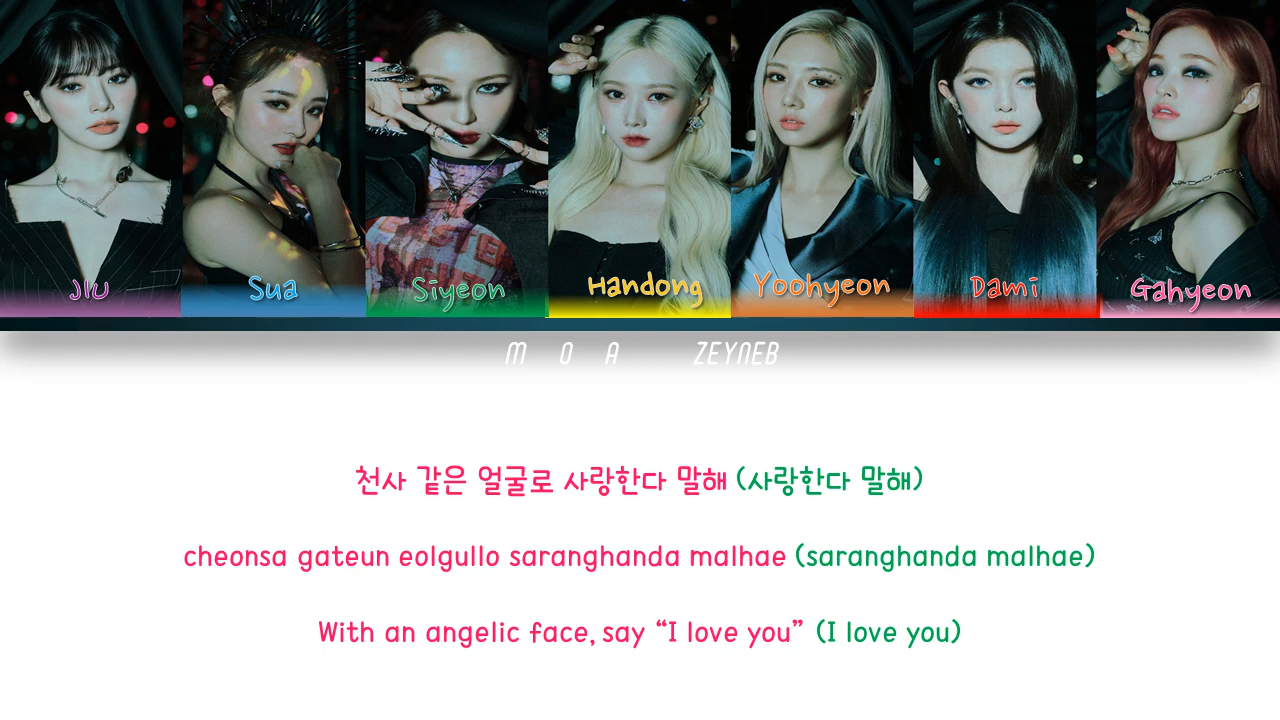 JIU Sua Siyeon Handong Yoohyeon Dami Gahyeon
M O A ZEYNEB
천사 같은 얼굴로 사랑한다 말해 (사랑한다 말해)
cheonsa gateun eolgullo saranghanda malhae (saranghanda malhae)
With an angelic face, say “I love you” (I love you)